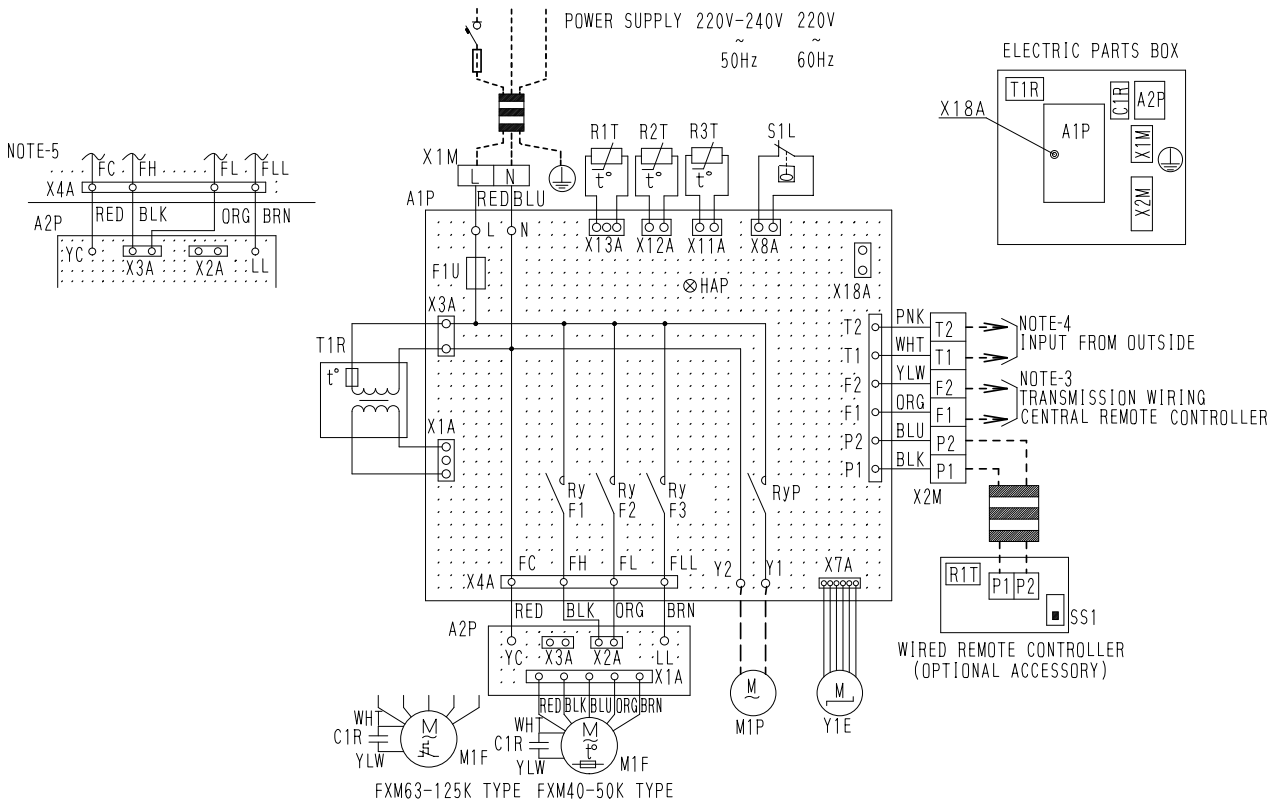 POWER SUPPLY 220V-240V 220V
~ ~
50Hz 60Hz
ELECTRIC PARTS BOX
T1R
C1R
A2P
X18A
A1P
X1M
X2M
NOTE-5
FC FH FL FLL
X4A
RED BLK ORG BRN
A2P
YC X3A X2A LL
X1M
L N
RED BLU
A1P
L N
R1T R2T R3T S1L
t° t° t°
X13A X12A X11A X8A
F1U
HAP
X18A
X3A
T1R
t°
X1A
T2 PNK T2
T1 WHT T1
F2 YLW F2
F1 ORG F1
P2 BLU P2
P1 BLK P1
X2M
NOTE-4
INPUT FROM OUTSIDE
NOTE-3
TRANSMISSION WIRING
CENTRAL REMOTE CONTROLLER
Ry Ry Ry RyP
F1 F2 F3
FC FH FL FLL
X4A
Y2 Y1 X7A
RED BLK ORG BRN
A2P
YC X3A X2A LL
X1A
RED BLK BLU ORG BRN
R1T
P1 P2
SS1
WIRED REMOTE CONTROLLER
(OPTIONAL ACCESSORY)
M
~
M1P
M
Y1E
WHT
C1R
YLW
M
~
M1F
WHT
C1R
YLW
M
~
t°
M1F
FXM63-125K TYPE FXM40-50K TYPE